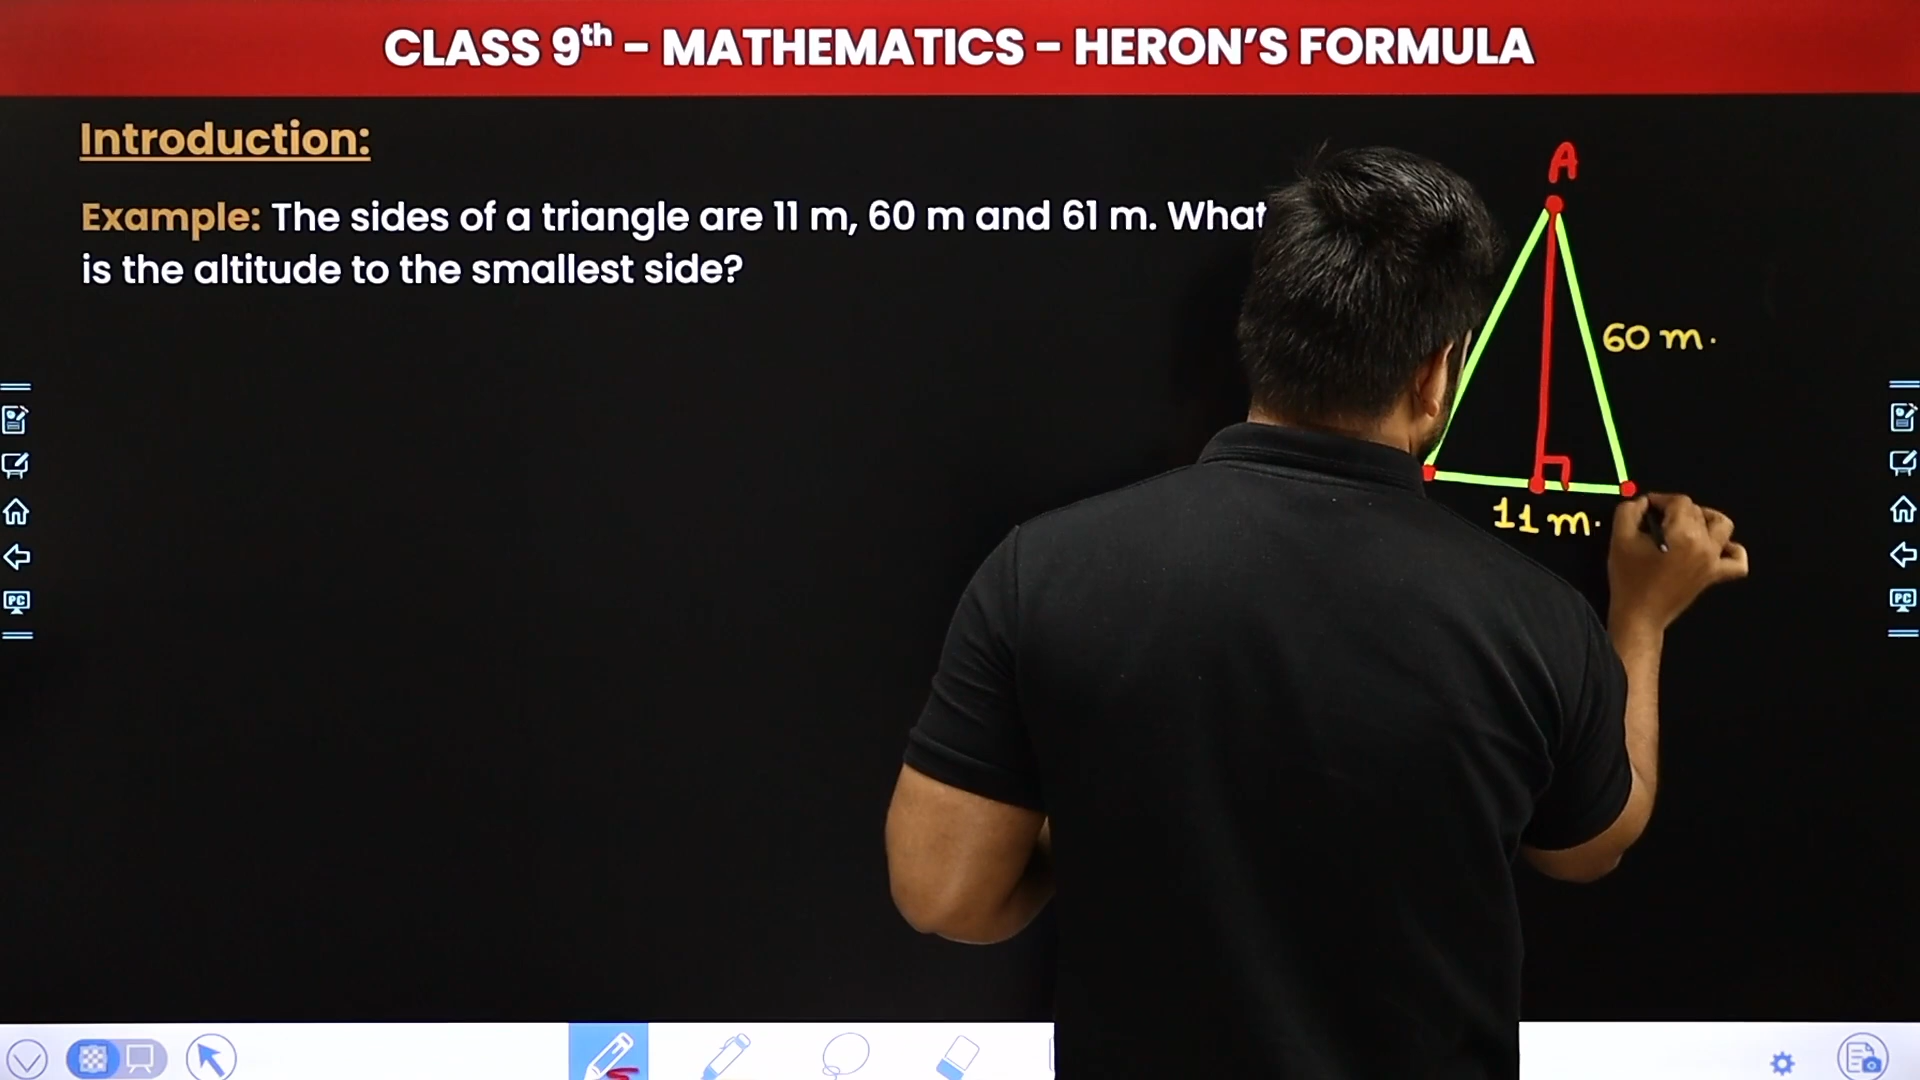 CLASS 9th – MATHEMATICS – HERON’S FORMULA
Introduction:
Example: The sides of a triangle are 11 m, 60 m and 61 m. What
is the altitude to the smallest side?
A
60 m.
11 m.
PC
PC